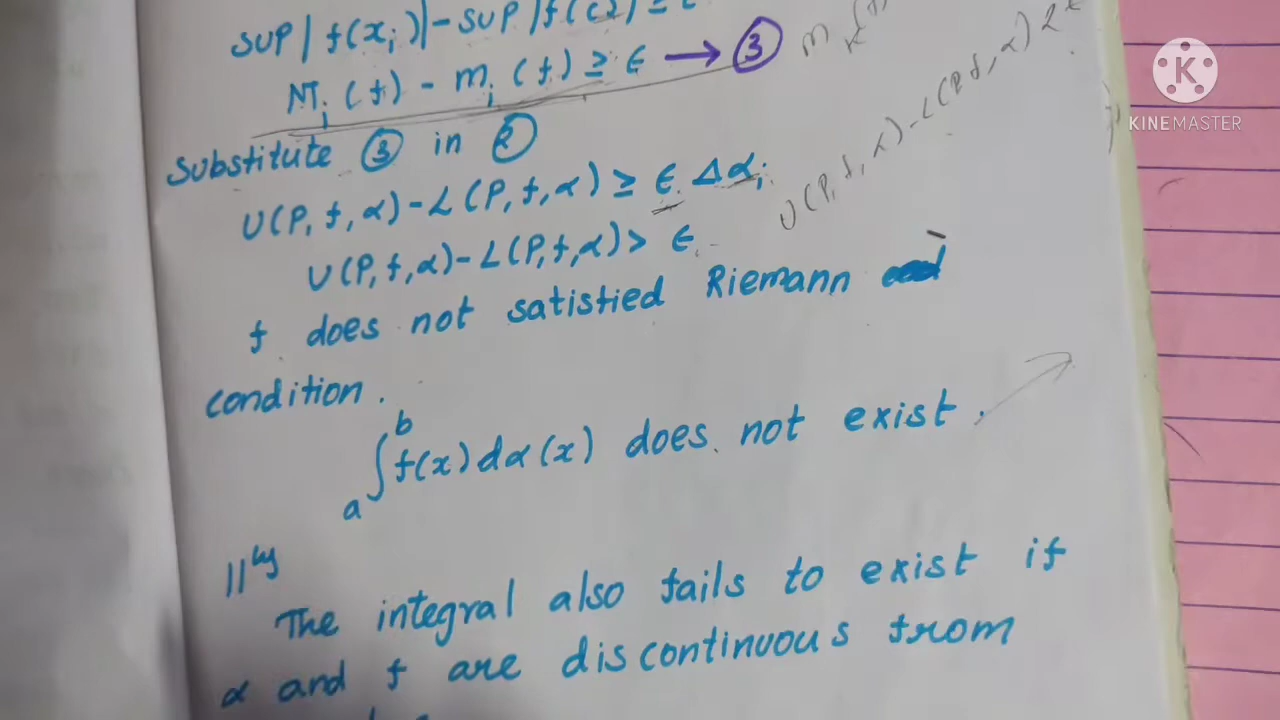 SUP | f(x_i)| - SUP | f(c)| ≥ ε
M_i (f) - m_i (f) ≥ ε → ③
Substitute ③ in ②
U(P, f, α) - L(P, f, α) ≥ ε Δα_i
U(P, f, α) - L(P, f, α) > ε.
f does not satisfied Riemann
condition.
∫_a^b f(x) dα(x) does not exist.
||ly
The integral also fails to exist if
α and f are discontinuous from
U(P, f, α) - L(P, f, α)
KINEMASTER